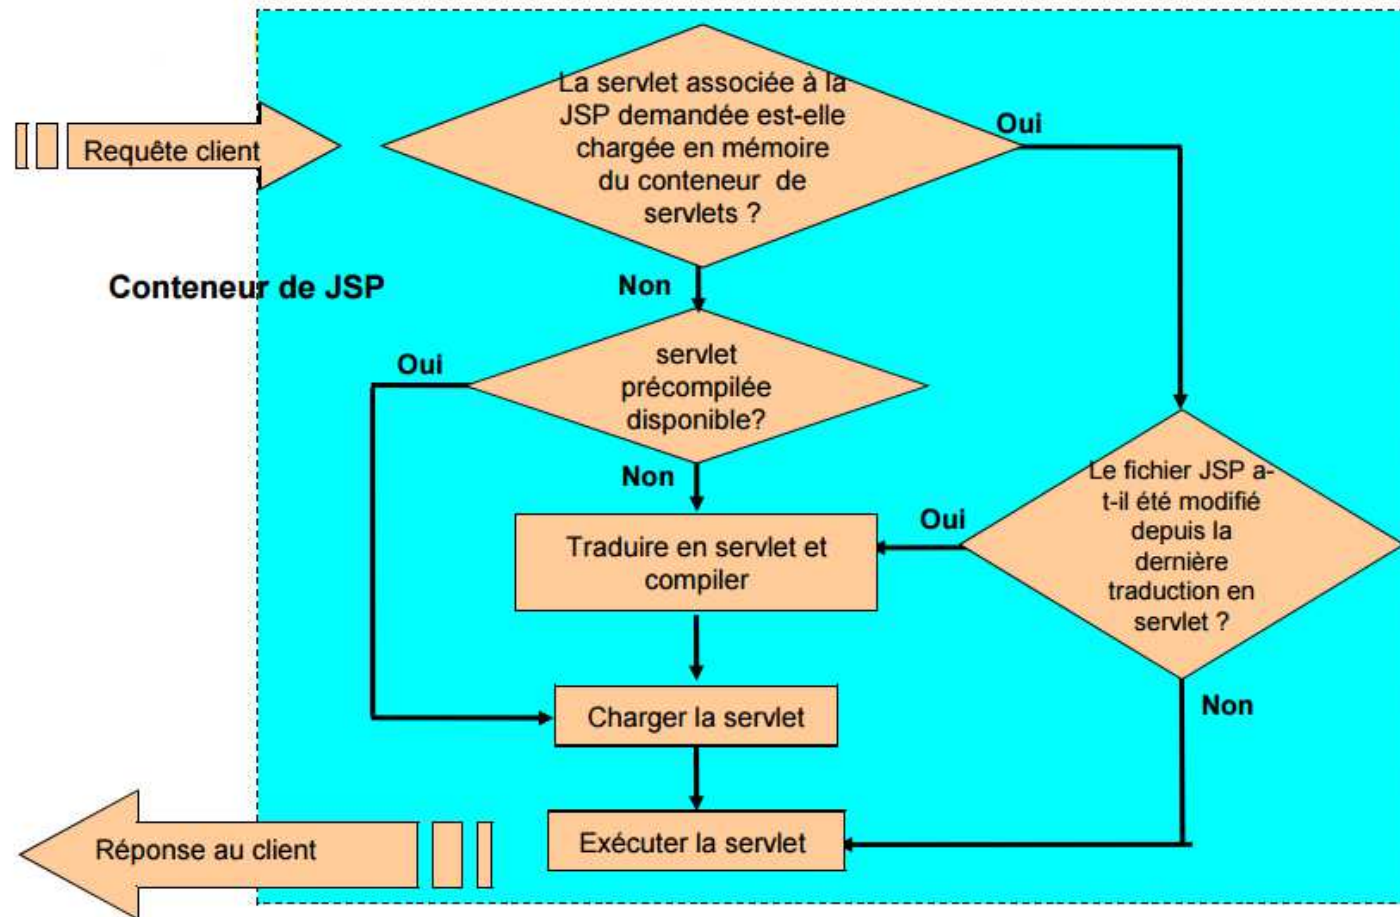 La servlet associée à la
JSP demandée est-elle
chargée en mémoire
du conteneur de
servlets ?
Oui
Requête client
Conteneur de JSP
Non
Oui
servlet
précompilée
disponible?
Non
Oui
Le fichier JSP a-
t-il été modifié
depuis la
dernière
traduction en
servlet ?
Traduire en servlet et
compiler
Charger la servlet
Non
Exécuter la servlet
Réponse au client